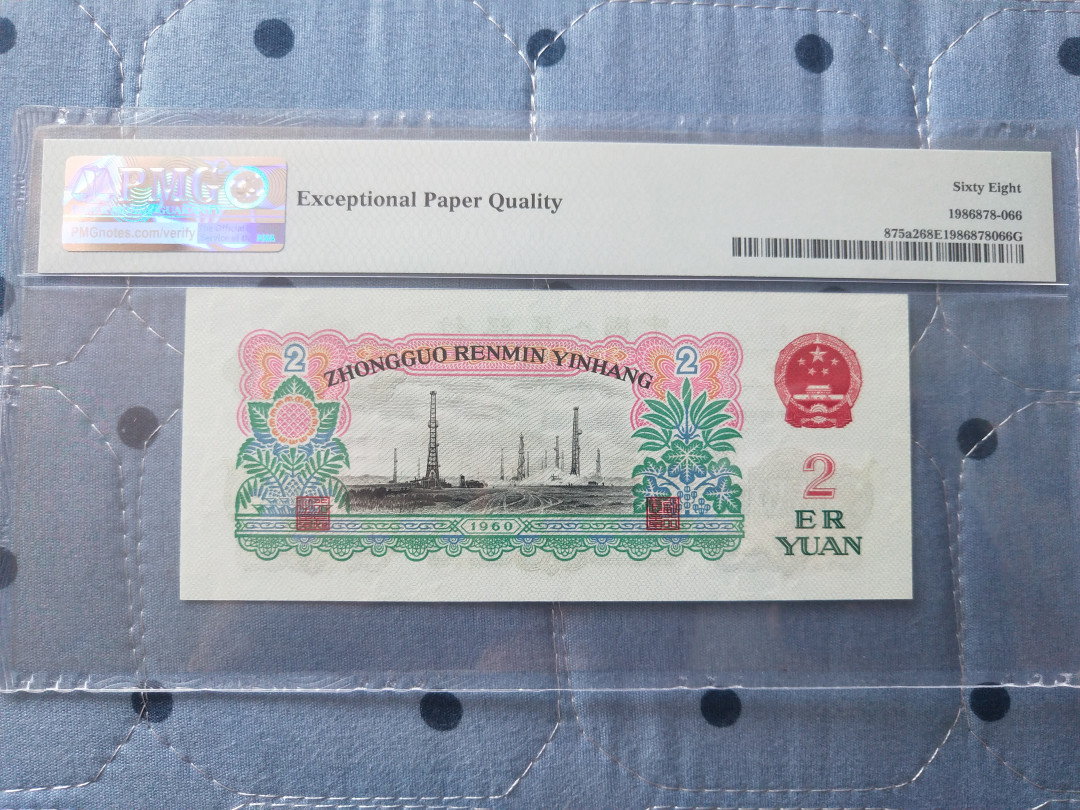 PMG
PMGnotes.com/verify
Exceptional Paper Quality
Sixty Eight
1986878-066
875a268E1986878066G
2
2
ZHONGGUO RENMIN YINHANG
1960
2
ER
YUAN